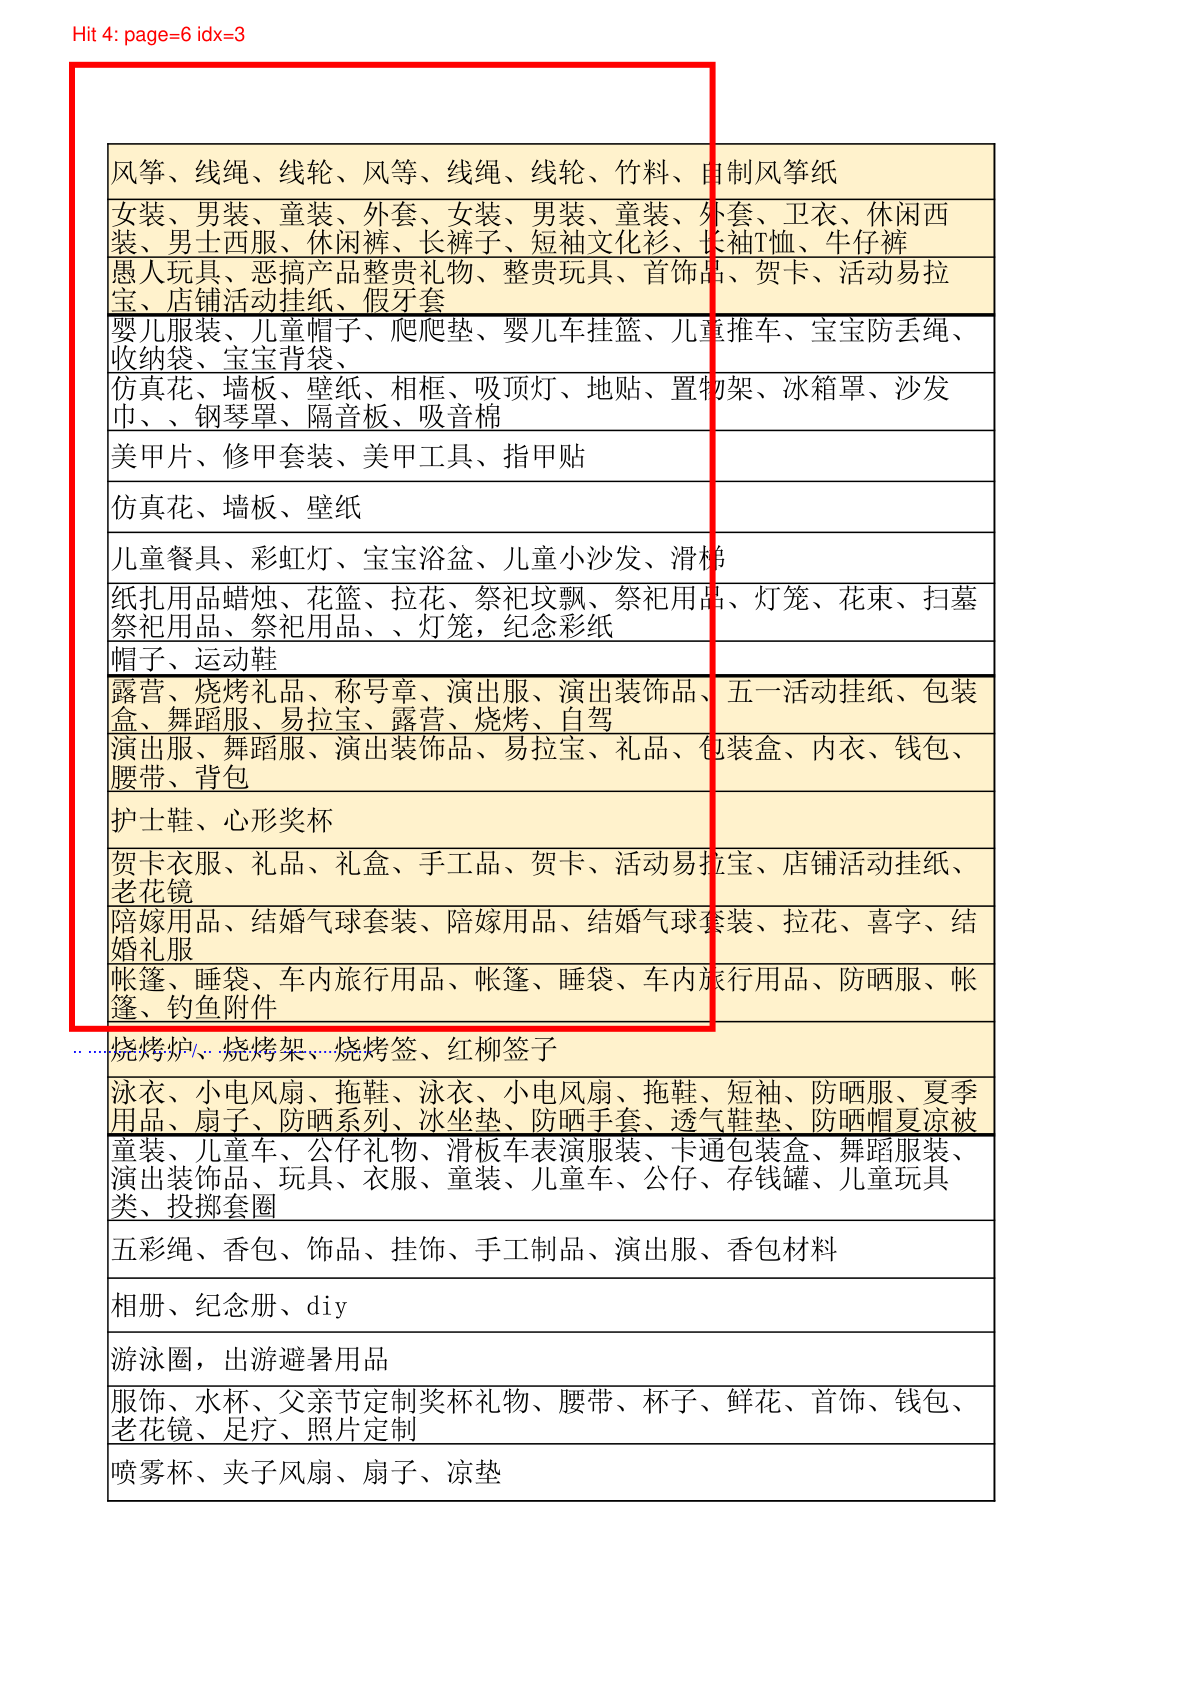 Hit 4: page=6 idx=3
风筝、线绳、线轮、风等、线绳、线轮、竹料、自制风筝纸
女装、男装、童装、外套、女装、男装、童装、外套、卫衣、休闲西
装、男士西服、休闲裤、长裤子、短袖文化衫、长袖T恤、牛仔裤
愚人玩具、恶搞产品整贵礼物、整贵玩具、首饰品、贺卡、活动易拉
宝、店铺活动挂纸、假牙套
婴儿服装、儿童帽子、爬爬垫、婴儿车挂篮、儿童推车、宝宝防丢绳、
收纳袋、宝宝背袋、
仿真花、墙板、壁纸、相框、吸顶灯、地贴、置物架、冰箱罩、沙发
巾、、钢琴罩、隔音板、吸音棉
美甲片、修甲套装、美甲工具、指甲贴
仿真花、墙板、壁纸
儿童餐具、彩虹灯、宝宝浴盆、儿童小沙发、滑梯
纸扎用品蜡烛、花篮、拉花、祭祀坟飘、祭祀用品、灯笼、花束、扫墓
祭祀用品、祭祀用品、、灯笼，纪念彩纸
帽子、运动鞋
露营、烧烤礼品、称号章、演出服、演出装饰品、五一活动挂纸、包装
盒、舞蹈服、易拉宝、露营、烧烤、自驾
演出服、舞蹈服、演出装饰品、易拉宝、礼品、包装盒、内衣、钱包、
腰带、背包
护士鞋、心形奖杯
贺卡衣服、礼品、礼盒、手工品、贺卡、活动易拉宝、店铺活动挂纸、
老花镜
陪嫁用品、结婚气球套装、陪嫁用品、结婚气球套装、拉花、喜字、结
婚礼服
帐篷、睡袋、车内旅行用品、帐篷、睡袋、车内旅行用品、防晒服、帐
篷、钓鱼附件
烧烤炉、烧烤架、烧烤签、红柳签子
泳衣、小电风扇、拖鞋、泳衣、小电风扇、拖鞋、短袖、防晒服、夏季
用品、扇子、防晒系列、冰坐垫、防晒手套、透气鞋垫、防晒帽夏凉被
童装、儿童车、公仔礼物、滑板车表演服装、卡通包装盒、舞蹈服装、
演出装饰品、玩具、衣服、童装、儿童车、公仔、存钱罐、儿童玩具
类、投掷套圈
五彩绳、香包、饰品、挂饰、手工制品、演出服、香包材料
相册、纪念册、diy
游泳圈，出游避暑用品
服饰、水杯、父亲节定制奖杯礼物、腰带、杯子、鲜花、首饰、钱包、
老花镜、足疗、照片定制
喷雾杯、夹子风扇、扇子、凉垫